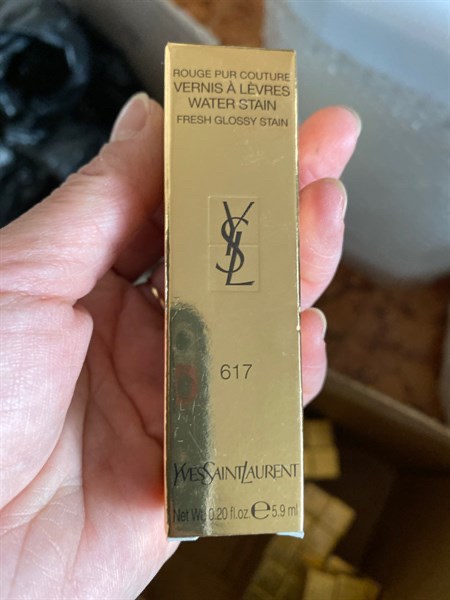 ROUGE PUR COUTURE
VERNIS À LÈVRES
WATER STAIN
FRESH GLOSSY STAIN
YSL
617
YVESSAINTLAURENT
Net Wt. 0.20 fl.oz. ℮ 5.9 ml